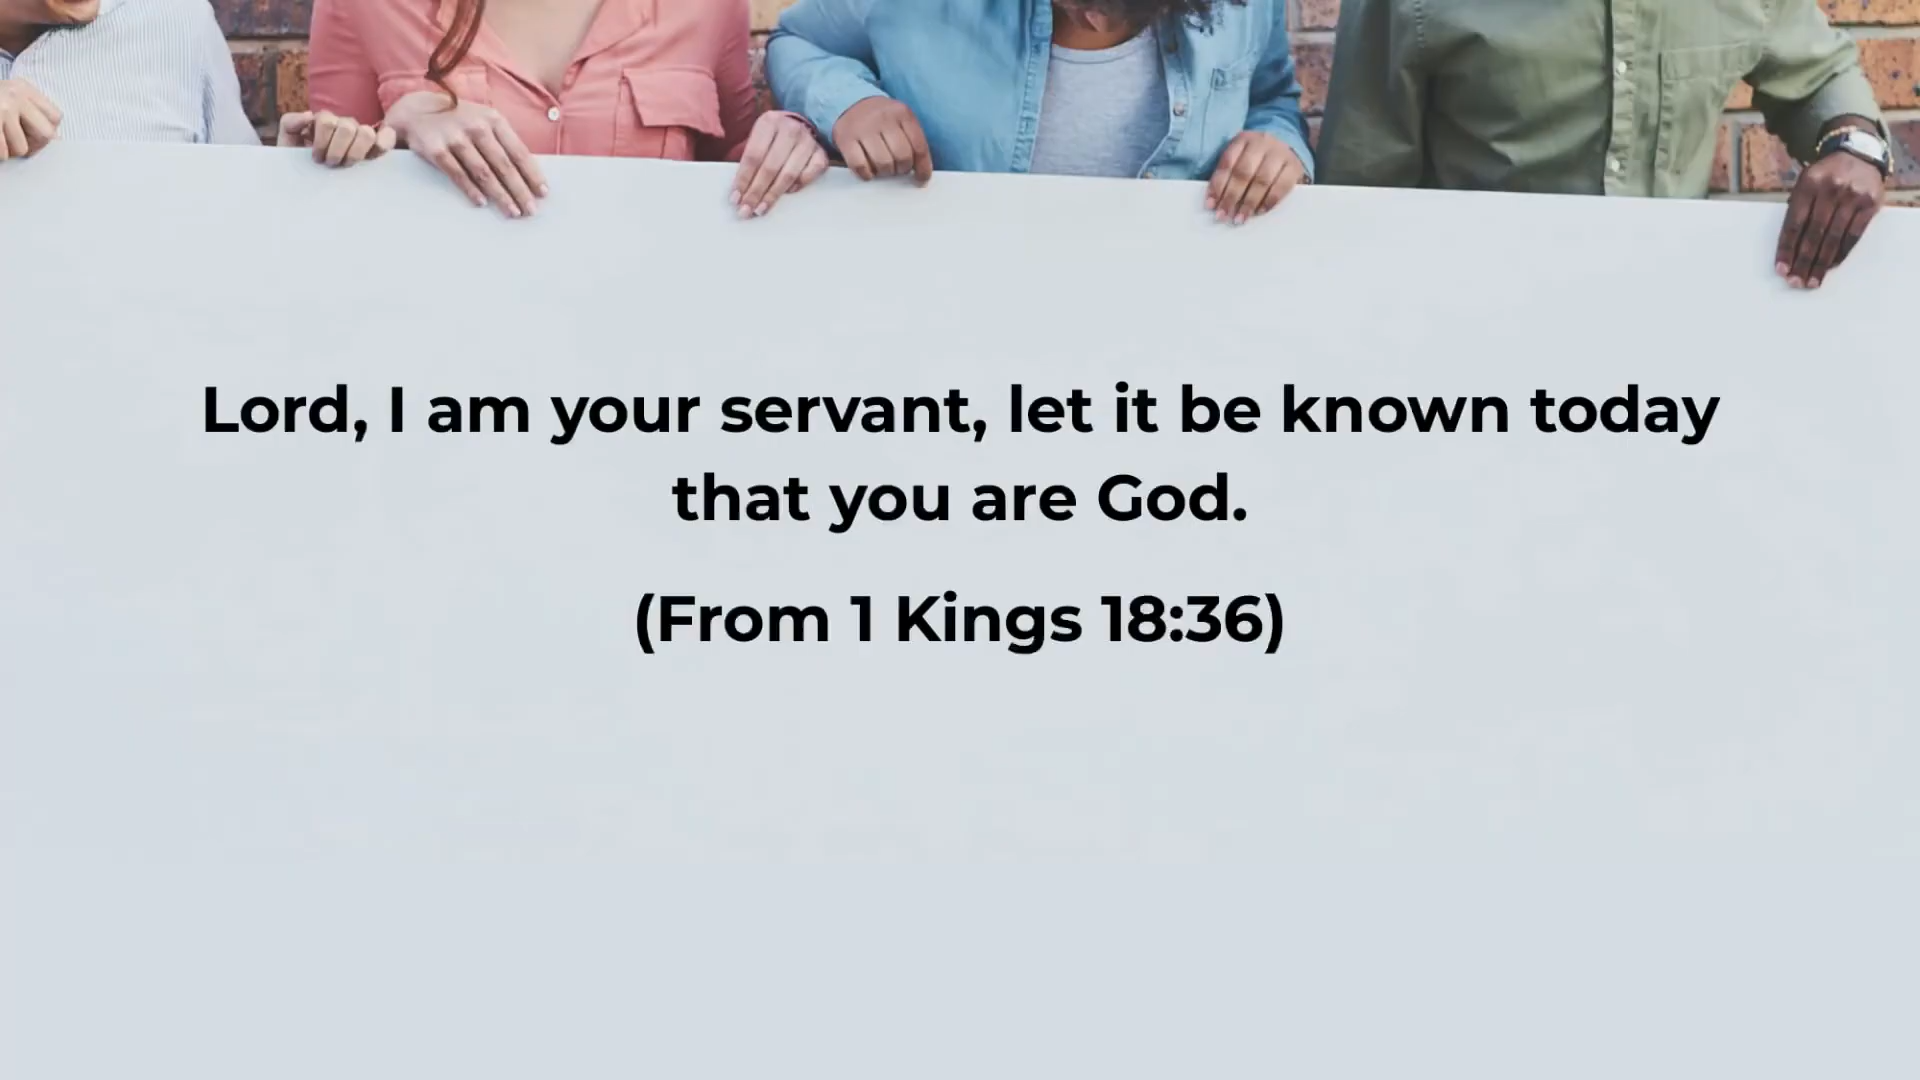 Lord, I am your servant, let it be known today
that you are God.
(From 1 Kings 18:36)